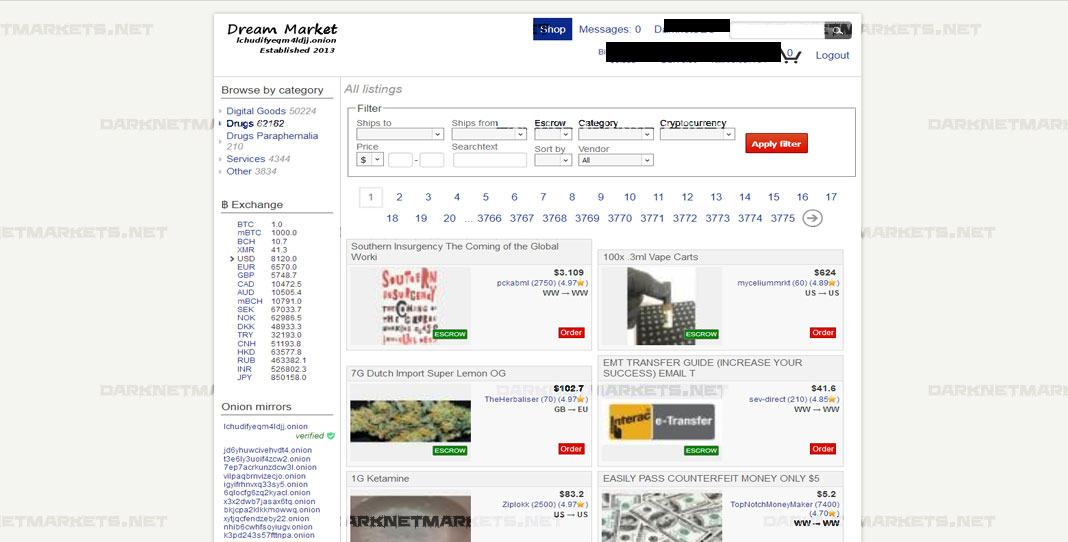 Dream Market
lchudifyeqm4ldjj.onion
Established 2013
Shop
Messages: 0
0
Logout
DARKNETMARKETS.NET
Browse by category
Digital Goods 50224
Drugs 62162
Drugs Paraphernalia
210
Services 4344
Other 3834
฿ Exchange
BTC 1.0
mBTC 1000.0
BCH 10.7
XMR 41.3
USD 8120.0
EUR 6570.0
GBP 5748.7
CAD 10472.5
AUD 10505.4
mBCH 10791.0
SEK 67033.7
NOK 62986.5
DKK 48933.3
TRY 32193.0
CNH 51193.8
HKD 63577.8
RUB 463382.1
INR 526802.3
JPY 850158.0
Onion mirrors
lchudifyeqm4ldjj.onion
verified
jd6yhuwcivehvdt4.onion
t3e6ly3uoif4zcw2.onion
7ep7acrkunzdcw3l.onion
vilpaqbrnvizecjo.onion
igyifrhnvxq33sy5.onion
6qlocfg6zq2kyacl.onion
x3x2dwb7jasax6tq.onion
bkjcpa2klkkmowwq.onion
xytjqcfendzeby22.onion
nhib6cwhfsoyiugv.onion
k3pd243s57fttnpa.onion
All listings
Filter
Ships to
Ships from
Escrow
Category
Cryptocurrency
Price
Searchtext
Sort by
Vendor
$
-
All
Apply filter
1 2 3 4 5 6 7 8 9 10 11 12 13 14 15 16 17
18 19 20 ... 3766 3767 3768 3769 3770 3771 3772 3773 3774 3775
Southern Insurgency The Coming of the Global
Worki
$3.109
pckabml (2750) (4.97)
WW → WW
ESCROW
Order
100x .3ml Vape Carts
$624
myceliummrkt (60) (4.89)
US → US
ESCROW
Order
7G Dutch Import Super Lemon OG
$102.7
TheHerbaliser (70) (4.97)
GB → EU
ESCROW
Order
EMT TRANSFER GUIDE (INCREASE YOUR
SUCCESS) EMAIL T
$41.6
sev-direct (210) (4.85)
WW → WW
Interac e-Transfer
ESCROW
Order
1G Ketamine
$83.2
Ziplokk (2500) (4.97)
US → US
EASILY PASS COUNTERFEIT MONEY ONLY $5
$5.2
TopNotchMoneyMaker (7400)
(4.70)
WW → WW